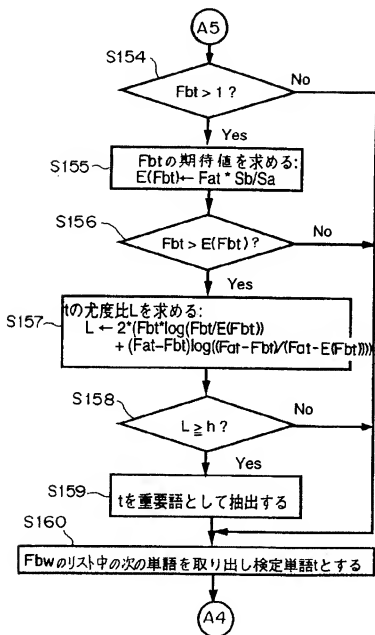 A5
S154
Fbt > 1 ?
No
Yes
S155
Fbtの期待値を求める:
E(Fbt)← Fat * Sb/Sa
S156
Fbt > E(Fbt) ?
No
Yes
S157
tの尤度比Lを求める:
L ← 2*(Fbt*log(Fbt/E(Fbt))
+ (Fat-Fbt)log((Fat-Fbt)/(Fat-E(Fbt))))
S158
L ≧ h ?
No
Yes
S159
tを重要語として抽出する
S160
Fbwのリスト中の次の単語を取り出し検定単語tとする
A4